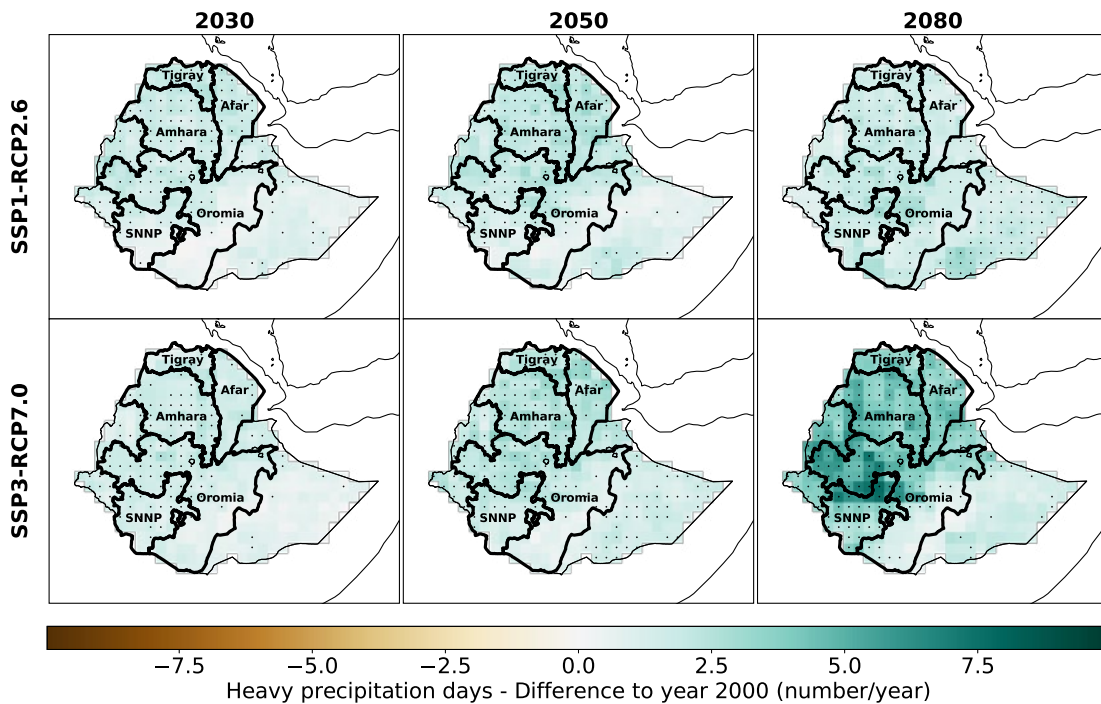 2030 2050 2080
SSP1-RCP2.6
Tigray Tigray Tigray
Afar Afar Afar
Amhara Amhara Amhara
Oromia Oromia Oromia
SNNP SNNP SNNP
SSP3-RCP7.0
Tigray Tigray Tigray
Afar Afar Afar
Amhara Amhara Amhara
Oromia Oromia Oromia
SNNP SNNP SNNP
−7.5 −5.0 −2.5 0.0 2.5 5.0 7.5
Heavy precipitation days - Difference to year 2000 (number/year)